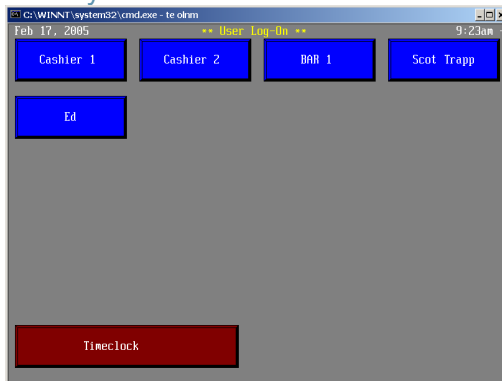 C:\WINNT\system32\cmd.exe - te olnm
Feb 17, 2005 ** User Log-On ** 9:23am
Cashier 1 Cashier 2 BAR 1 Scot Trapp
Ed
Timeclock